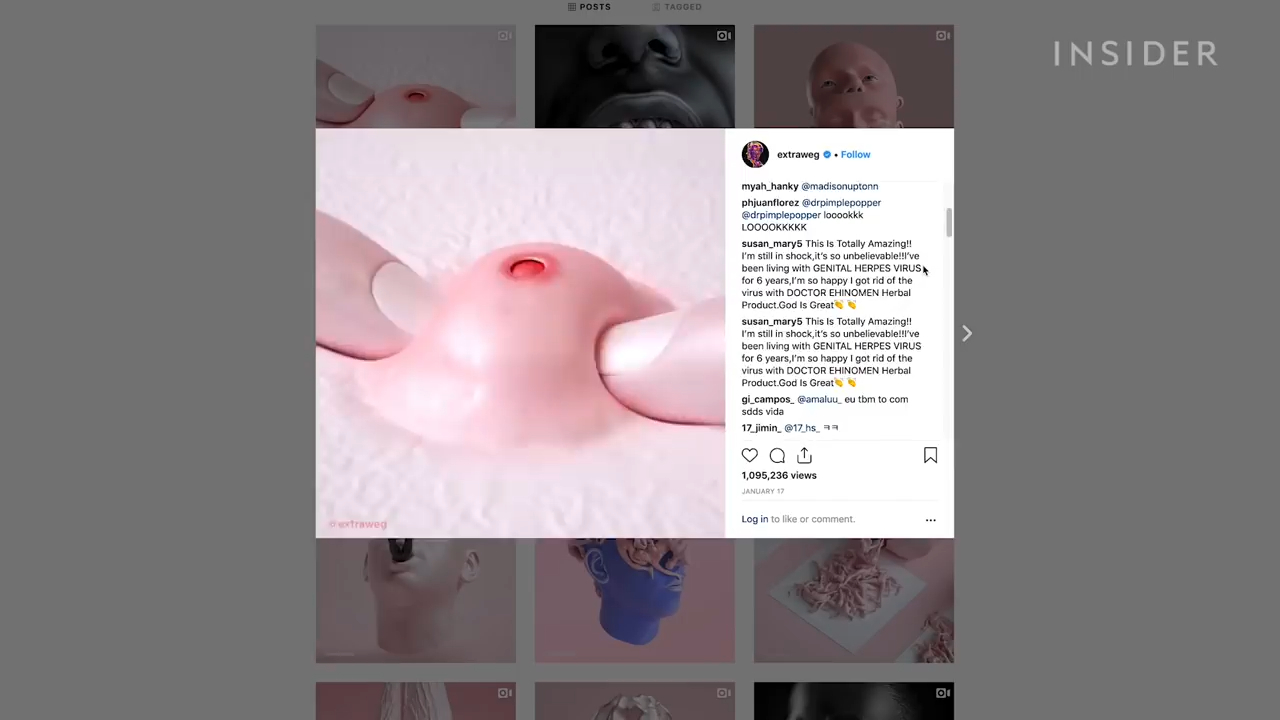 POSTS
TAGGED
INSIDER
extraweg • Follow
myah_hanky @madisonuptonn
phjuanflorez @drpimplepopper
@drpimplepopper looookkk
LOOOOKKKKK
susan_mary5 This Is Totally Amazing!!
I'm still in shock,it's so unbelievable!!I've
been living with GENITAL HERPES VIRUS
for 6 years,I'm so happy I got rid of the
virus with DOCTOR EHINOMEN Herbal
Product.God Is Great👏 👏
susan_mary5 This Is Totally Amazing!!
I'm still in shock,it's so unbelievable!!I've
been living with GENITAL HERPES VIRUS
for 6 years,I'm so happy I got rid of the
virus with DOCTOR EHINOMEN Herbal
Product.God Is Great👏 👏
gi_campos_ @amaluu_ eu tbm to com
sdds vida
17_jimin_ @17_hs_ ㅋㅋ
1,095,236 views
JANUARY 17
Log in to like or comment.
extraweg